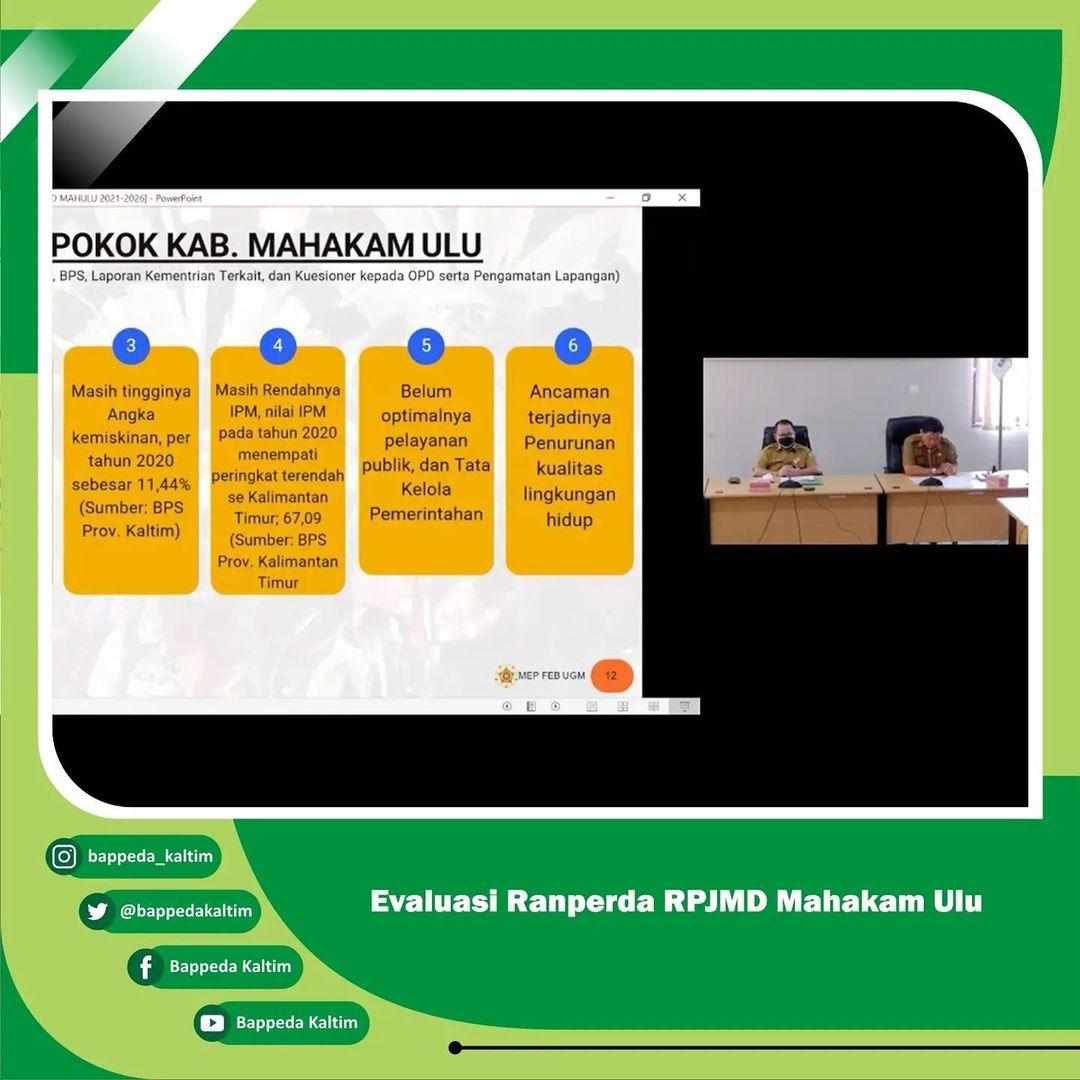 D MAHULU 2021-2026] - PowerPoint
POKOK KAB. MAHAKAM ULU
, BPS, Laporan Kementrian Terkait, dan Kuesioner kepada OPD serta Pengamatan Lapangan)
3
Masih tingginya
Angka
kemiskinan, per
tahun 2020
sebesar 11,44%
(Sumber: BPS
Prov. Kaltim)
4
Masih Rendahnya
IPM, nilai IPM
pada tahun 2020
menempati
peringkat terendah
se Kalimantan
Timur; 67,09
(Sumber: BPS
Prov. Kalimantan
Timur
5
Belum
optimalnya
pelayanan
publik, dan Tata
Kelola
Pemerintahan
6
Ancaman
terjadinya
Penurunan
kualitas
lingkungan
hidup
MEP FEB UGM
12
bappeda_kaltim
@bappedakaltim
Bappeda Kaltim
Bappeda Kaltim
Evaluasi Ranperda RPJMD Mahakam Ulu